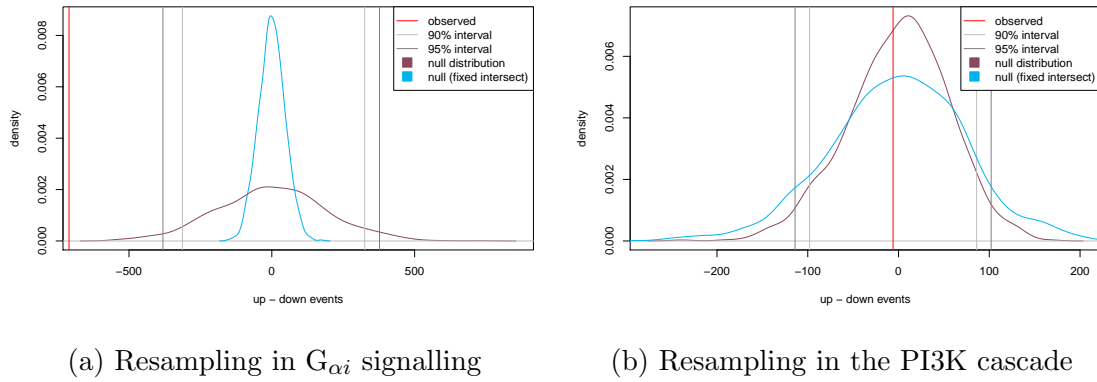 observed
90% interval
95% interval
null distribution
null (fixed intersect)
density
0.000 0.002 0.004 0.006 0.008
−500 0 500
up − down events
(a) Resampling in Gαi signalling
observed
90% interval
95% interval
null distribution
null (fixed intersect)
density
0.000 0.002 0.004 0.006
−200 −100 0 100 200
up − down events
(b) Resampling in the PI3K cascade